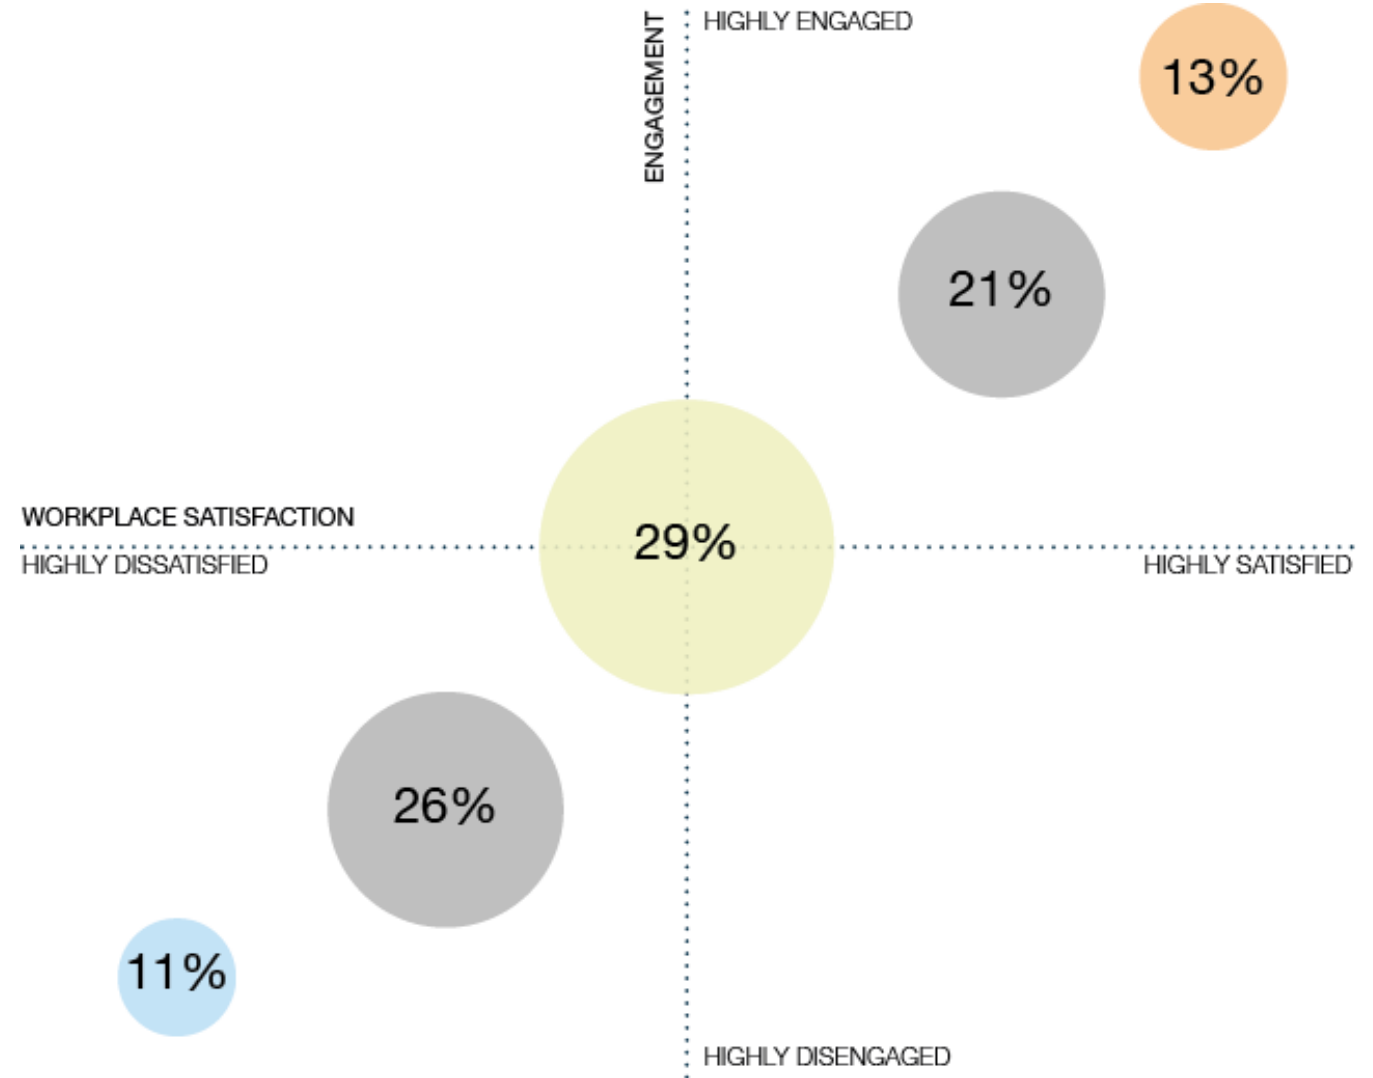 ENGAGEMENT
HIGHLY ENGAGED
13%
21%
WORKPLACE SATISFACTION
29%
HIGHLY DISSATISFIED
HIGHLY SATISFIED
26%
11%
HIGHLY DISENGAGED